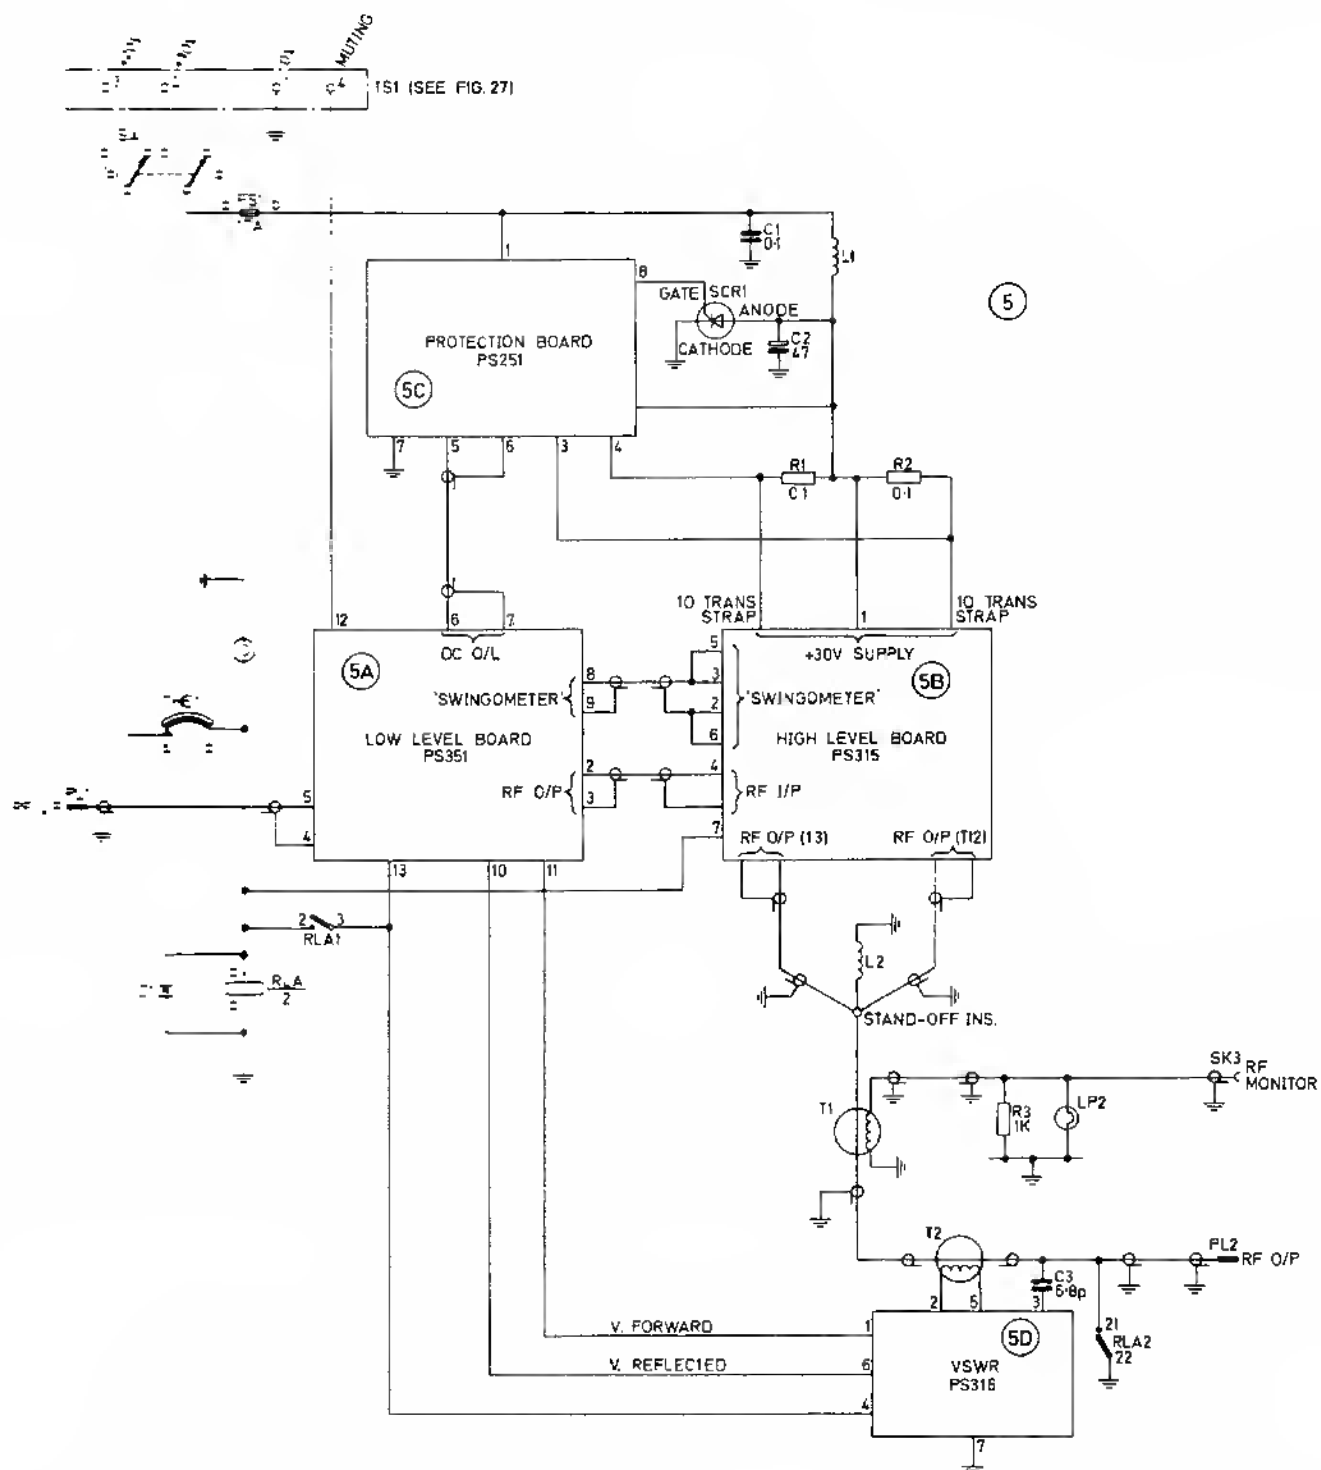 MUTING
4
TS1 (SEE FIG. 27)
C1
0·1
L1
1
8
GATE
SCR1
ANODE
CATHODE
C2
47
5
PROTECTION BOARD
PS251
5C
7
5
6
3
4
R1
R2
0·1
10 TRANS
STRAP
1
10 TRANS
STRAP
12
6
7
DC O/L
+30V SUPPLY
5A
5B
8
9
'SWINGOMETER'
5
3
2
6
'SWINGOMETER'
LOW LEVEL BOARD
PS351
HIGH LEVEL BOARD
PS315
2
3
RF O/P
4
RF I/P
5
4
7
RF O/P (13)
RF O/P (T12)
13
10
11
2
3
RLA1
RLA
2
L2
STAND-OFF INS.
SK3
RF
MONITOR
T1
R3
1K
LP2
T2
PL2
RF O/P
C3
6·8p
2
5
3
V. FORWARD
1
5D
21
RLA2
22
V. REFLECTED
6
VSWR
PS316
4
7